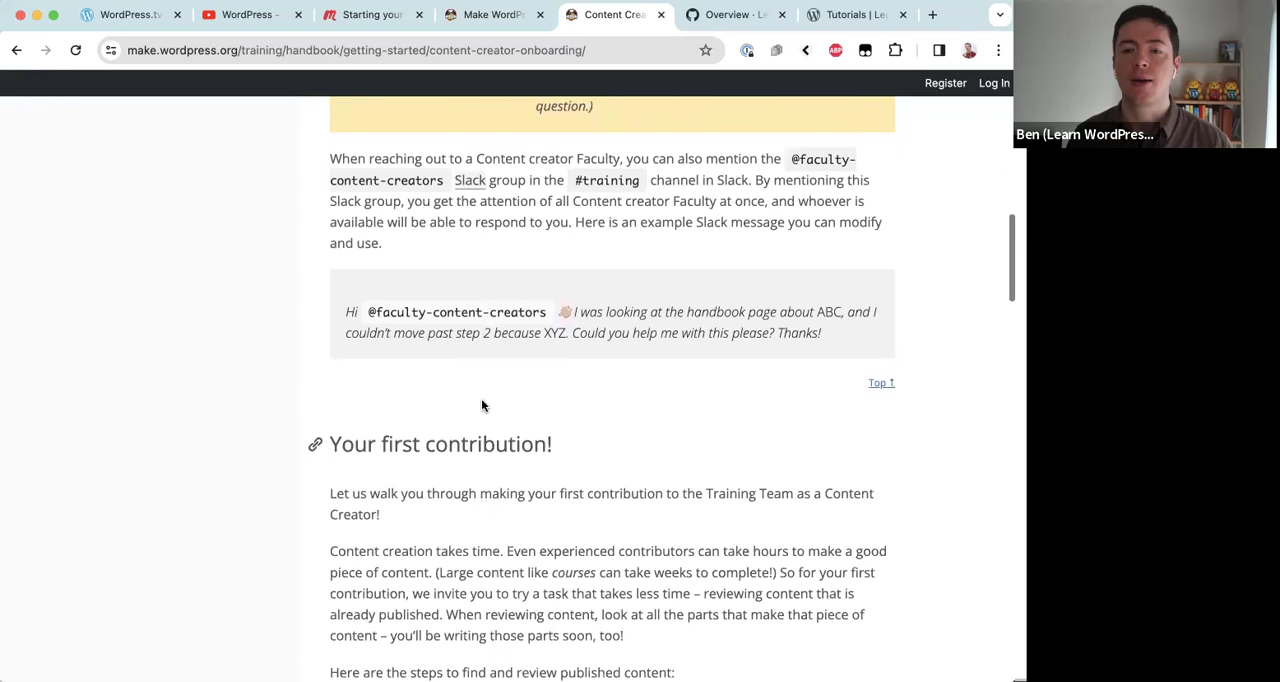 WordPress.tv
WordPress -
Starting your
Make WordPr
Content Crea
Overview · Le
Tutorials | Lea
make.wordpress.org/training/handbook/getting-started/content-creator-onboarding/
ABP
Register
Log In
Ben (Learn WordPres...
question.)
When reaching out to a Content creator Faculty, you can also mention the @faculty-
content-creators Slack group in the #training channel in Slack. By mentioning this
Slack group, you get the attention of all Content creator Faculty at once, and whoever is
available will be able to respond to you. Here is an example Slack message you can modify
and use.
Hi @faculty-content-creators 👋🏼 I was looking at the handbook page about ABC, and I
couldn't move past step 2 because XYZ. Could you help me with this please? Thanks!
Top ↑
Your first contribution!
Let us walk you through making your first contribution to the Training Team as a Content
Creator!
Content creation takes time. Even experienced contributors can take hours to make a good
piece of content. (Large content like courses can take weeks to complete!) So for your first
contribution, we invite you to try a task that takes less time – reviewing content that is
already published. When reviewing content, look at all the parts that make that piece of
content – you'll be writing those parts soon, too!
Here are the steps to find and review published content: